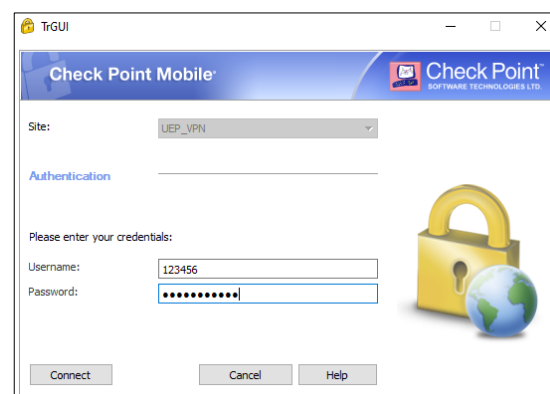 TrGUI
Check Point Mobile
Check Point™
SOFTWARE TECHNOLOGIES LTD.
Site:
UEP_VPN
Authentication
Please enter your credentials:
Username:
123456
Password:
●●●●●●●●●●●
Connect
Cancel
Help